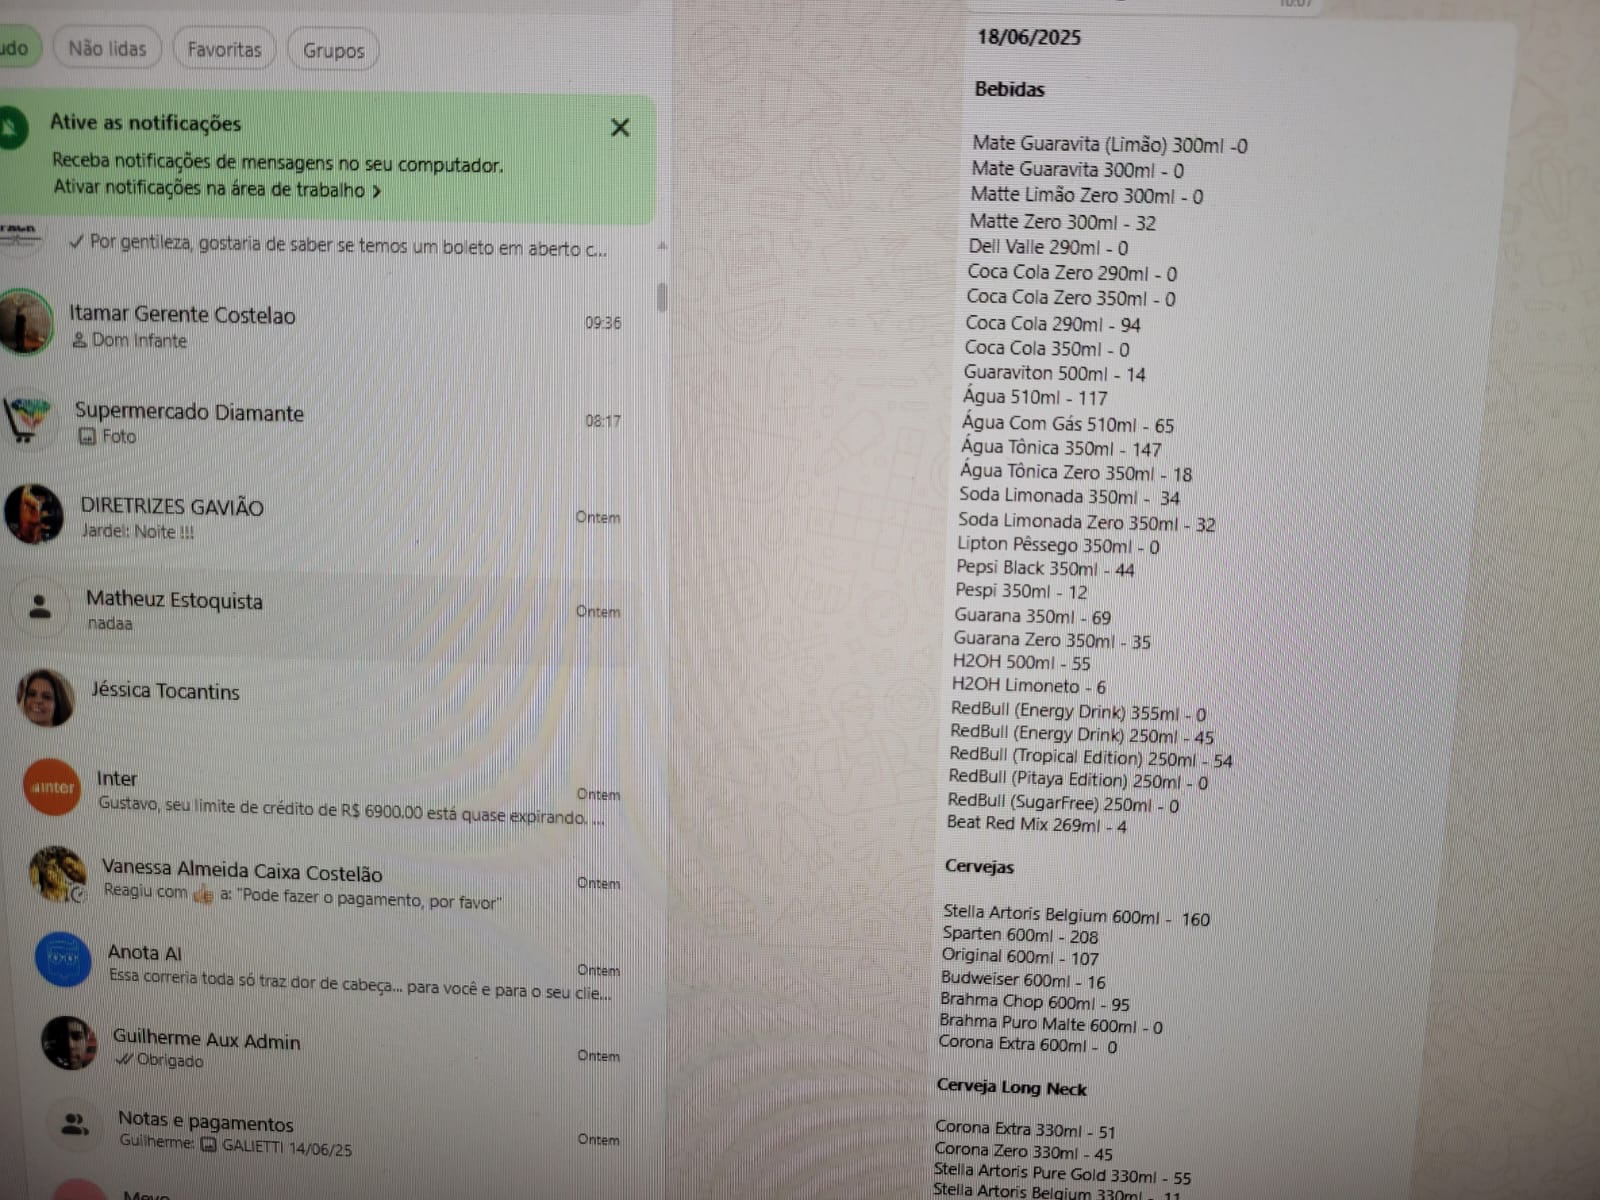 udo
Não lidas
Favoritas
Grupos
Ative as notificações
Receba notificações de mensagens no seu computador.
Ativar notificações na área de trabalho >
Por gentileza, gostaria de saber se temos um boleto em aberto c...
Itamar Gerente Costelao
09:36
Dom Infante
Supermercado Diamante
08:17
Foto
DIRETRIZES GAVIÃO
Ontem
Jardel: Noite !!!
Matheuz Estoquista
Ontem
nadaa
Jéssica Tocantins
inter
Inter
Ontem
Gustavo, seu limite de crédito de R$ 6900.00 está quase expirando. ...
Vanessa Almeida Caixa Costelão
Ontem
Reagiu com 👍🏼 a: "Pode fazer o pagamento, por favor"
Anota AI
Ontem
Essa correria toda só traz dor de cabeça... para você e para o seu clie...
Guilherme Aux Admin
Ontem
Obrigado
Notas e pagamentos
Ontem
Guilherme: GALIETTI 14/06/25
10:07
18/06/2025
Bebidas
Mate Guaravita (Limão) 300ml -0
Mate Guaravita 300ml - 0
Matte Limão Zero 300ml - 0
Matte Zero 300ml - 32
Dell Valle 290ml - 0
Coca Cola Zero 290ml - 0
Coca Cola Zero 350ml - 0
Coca Cola 290ml - 94
Coca Cola 350ml - 0
Guaraviton 500ml - 14
Água 510ml - 117
Água Com Gás 510ml - 65
Água Tônica 350ml - 147
Água Tônica Zero 350ml - 18
Soda Limonada 350ml - 34
Soda Limonada Zero 350ml - 32
Lipton Pêssego 350ml - 0
Pepsi Black 350ml - 44
Pespi 350ml - 12
Guarana 350ml - 69
Guarana Zero 350ml - 35
H2OH 500ml - 55
H2OH Limoneto - 6
RedBull (Energy Drink) 355ml - 0
RedBull (Energy Drink) 250ml - 45
RedBull (Tropical Edition) 250ml - 54
RedBull (Pitaya Edition) 250ml - 0
RedBull (SugarFree) 250ml - 0
Beat Red Mix 269ml - 4
Cervejas
Stella Artoris Belgium 600ml - 160
Sparten 600ml - 208
Original 600ml - 107
Budweiser 600ml - 16
Brahma Chop 600ml - 95
Brahma Puro Malte 600ml - 0
Corona Extra 600ml - 0
Cerveja Long Neck
Corona Extra 330ml - 51
Corona Zero 330ml - 45
Stella Artoris Pure Gold 330ml - 55
Stella Artoris Belgium 330ml - 11